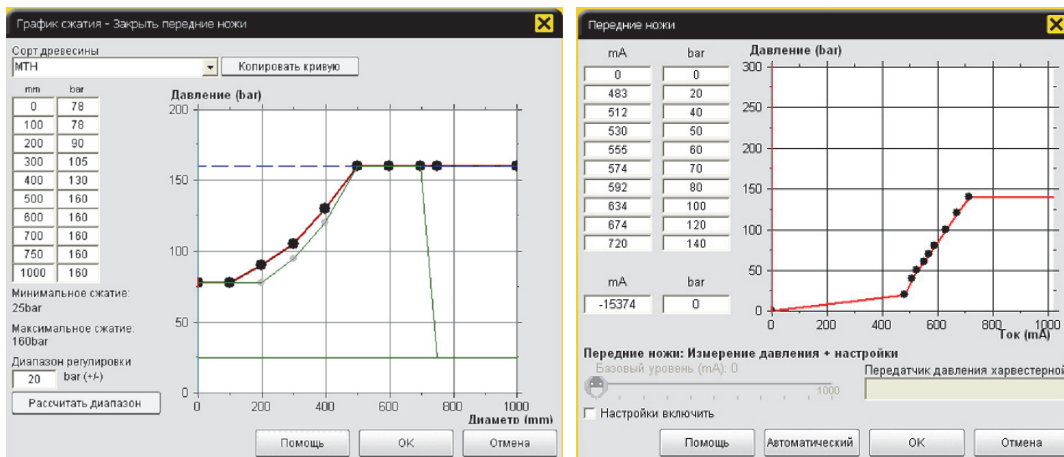 График сжатия - Закрыть передние ножи
Сорт древесины
МТН
Копировать кривую
mm bar
0 78
100 78
200 90
300 105
400 130
500 160
600 160
700 160
750 160
1000 160
Минимальное сжатие:
25bar
Максимальное сжатие:
160bar
Диапазон регулировки
20 bar (+/-)
Рассчитать диапазон
Давление (bar)
200
150
100
50
0
0 200 400 600 800 1000
Диаметр (mm)
Помощь OK Отмена
Передние ножи
mA bar
0 0
483 20
512 40
530 50
555 60
574 70
592 80
634 100
674 120
720 140
mA bar
-15374 0
Давление (bar)
300
250
200
150
100
50
0
0 200 400 600 800 1000
Ток (mA)
Передние ножи: Измерение давления + настройки
Базовый уровень (mA): 0
1000
Передатчик давления харвестерной
Настройки включить
Помощь Автоматический OK Отмена